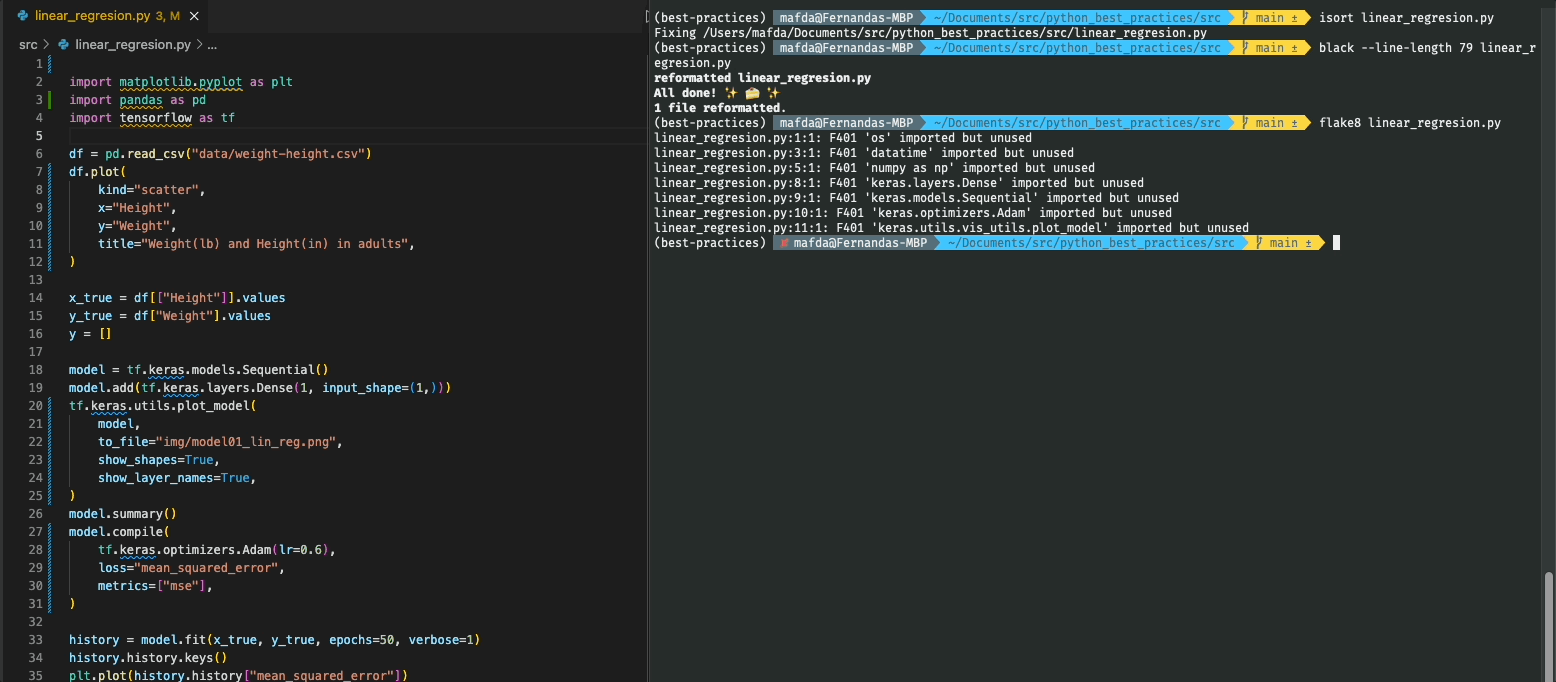 linear_regresion.py 3, M ×
src > linear_regresion.py > ...
1
2 import matplotlib.pyplot as plt
3 import pandas as pd
4 import tensorflow as tf
5
6 df = pd.read_csv("data/weight-height.csv")
7 df.plot(
8 kind="scatter",
9 x="Height",
10 y="Weight",
11 title="Weight(lb) and Height(in) in adults",
12 )
13
14 x_true = df[["Height"]].values
15 y_true = df["Weight"].values
16 y = []
17
18 model = tf.keras.models.Sequential()
19 model.add(tf.keras.layers.Dense(1, input_shape=(1,)))
20 tf.keras.utils.plot_model(
21 model,
22 to_file="img/model01_lin_reg.png",
23 show_shapes=True,
24 show_layer_names=True,
25 )
26 model.summary()
27 model.compile(
28 tf.keras.optimizers.Adam(lr=0.6),
29 loss="mean_squared_error",
30 metrics=["mse"],
31 )
32
33 history = model.fit(x_true, y_true, epochs=50, verbose=1)
34 history.history.keys()
35 plt.plot(history.history["mean_squared_error"])
(best-practices) mafda@Fernandas-MBP ~/Documents/src/python_best_practices/src main ± isort linear_regresion.py
Fixing /Users/mafda/Documents/src/python_best_practices/src/linear_regresion.py
(best-practices) mafda@Fernandas-MBP ~/Documents/src/python_best_practices/src main ± black --line-length 79 linear_r
egresion.py
reformatted linear_regresion.py
All done! ✨ 🍰 ✨
1 file reformatted.
(best-practices) mafda@Fernandas-MBP ~/Documents/src/python_best_practices/src main ± flake8 linear_regresion.py
linear_regresion.py:1:1: F401 'os' imported but unused
linear_regresion.py:3:1: F401 'datatime' imported but unused
linear_regresion.py:5:1: F401 'numpy as np' imported but unused
linear_regresion.py:8:1: F401 'keras.layers.Dense' imported but unused
linear_regresion.py:9:1: F401 'keras.models.Sequential' imported but unused
linear_regresion.py:10:1: F401 'keras.optimizers.Adam' imported but unused
linear_regresion.py:11:1: F401 'keras.utils.vis_utils.plot_model' imported but unused
(best-practices) ✘ mafda@Fernandas-MBP ~/Documents/src/python_best_practices/src main ±